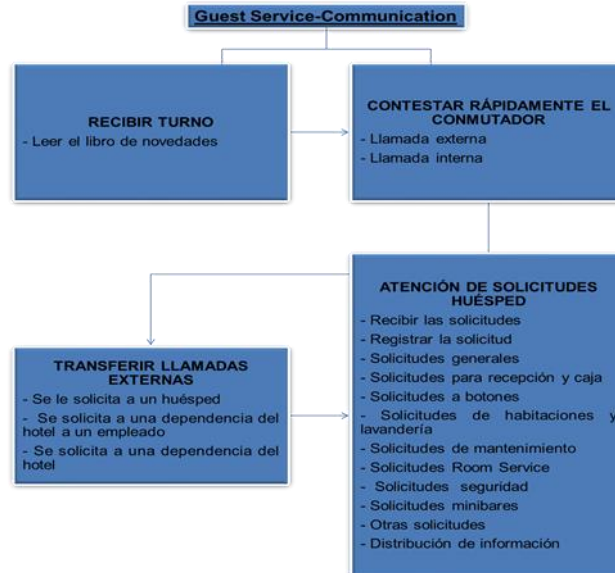 Guest Service-Communication
RECIBIR TURNO
- Leer el libro de novedades
CONTESTAR RÁPIDAMENTE EL
CONMUTADOR
- Llamada externa
- Llamada interna
TRANSFERIR LLAMADAS
EXTERNAS
- Se le solicita a un huésped
- Se solicita a una dependencia del
hotel a un empleado
- Se solicita a una dependencia del
hotel
ATENCIÓN DE SOLICITUDES
HUÉSPED
- Recibir las solicitudes
- Registrar la solicitud
- Solicitudes generales
- Solicitudes para recepción y caja
- Solicitudes a botones
- Solicitudes de habitaciones y
lavandería
- Solicitudes de mantenimiento
- Solicitudes Room Service
- Solicitudes seguridad
- Solicitudes minibares
- Otras solicitudes
- Distribución de información